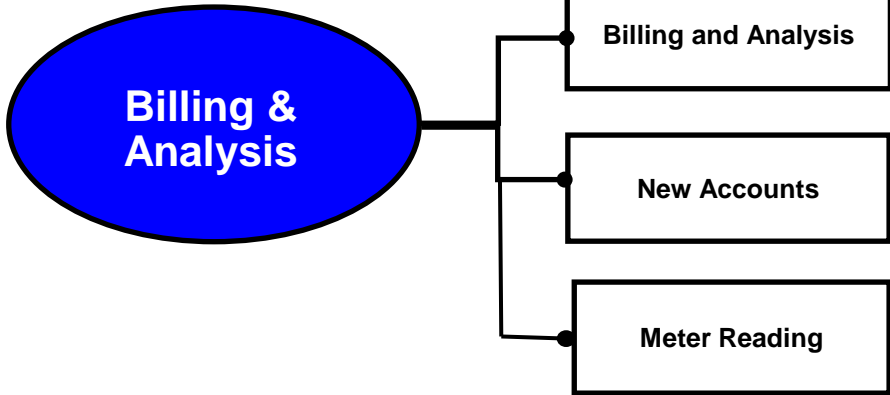 Billing and Analysis
Billing &
Analysis
New Accounts
Meter Reading